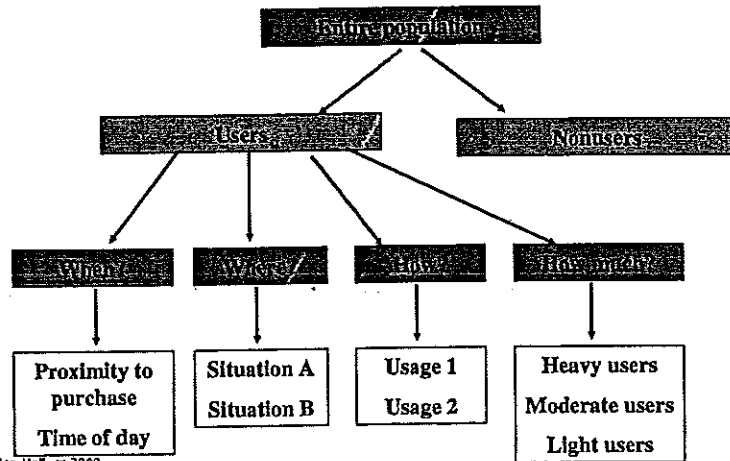 Entire population
Users
Nonusers
When?
Where?
How?
How much?
Proximity to
purchase
Time of day
Situation A
Situation B
Usage 1
Usage 2
Heavy users
Moderate users
Light users